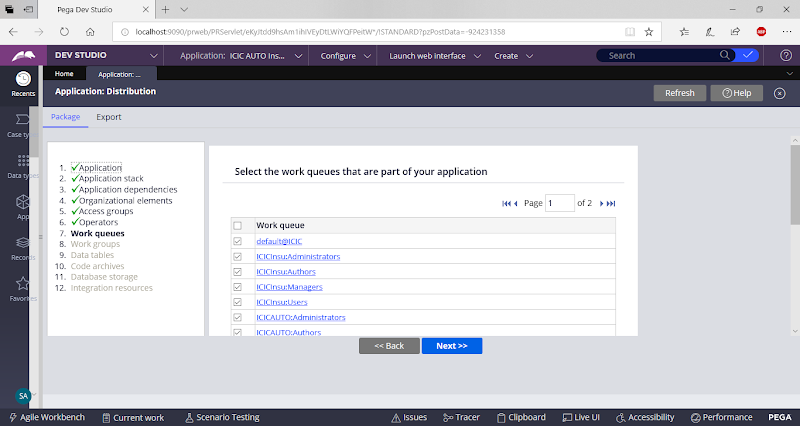 Pega Dev Studio
localhost:9090/prweb/PRServlet/eKyJtdd9hsAm1ihIVEyDtLWiYQFPeitW*/!STANDARD?pzPostData=-924231358
DEV STUDIO
Application: ICIC AUTO Ins...
Configure
Launch web interface
Create
Search
Recents
Home
Application: ...
Application: Distribution
Refresh
Help
Package
Export
Case ty
Data ty
App
Record
Favori
1. Application
2. Application stack
3. Application dependencies
4. Organizational elements
5. Access groups
6. Operators
7. Work queues
8. Work groups
9. Data tables
10. Code archives
11. Database storage
12. Integration resources
Select the work queues that are part of your application
Page 1 of 2
Work queue
default@ICIC
ICICInsu:Administrators
ICICInsu:Authors
ICICInsu:Managers
ICICInsu:Users
ICICAUTO:Administrators
ICICAUTO:Authors
<< Back
Next >>
SA
Agile Workbench
Current work
Scenario Testing
Issues
Tracer
Clipboard
Live UI
Accessibility
Performance
PEGA